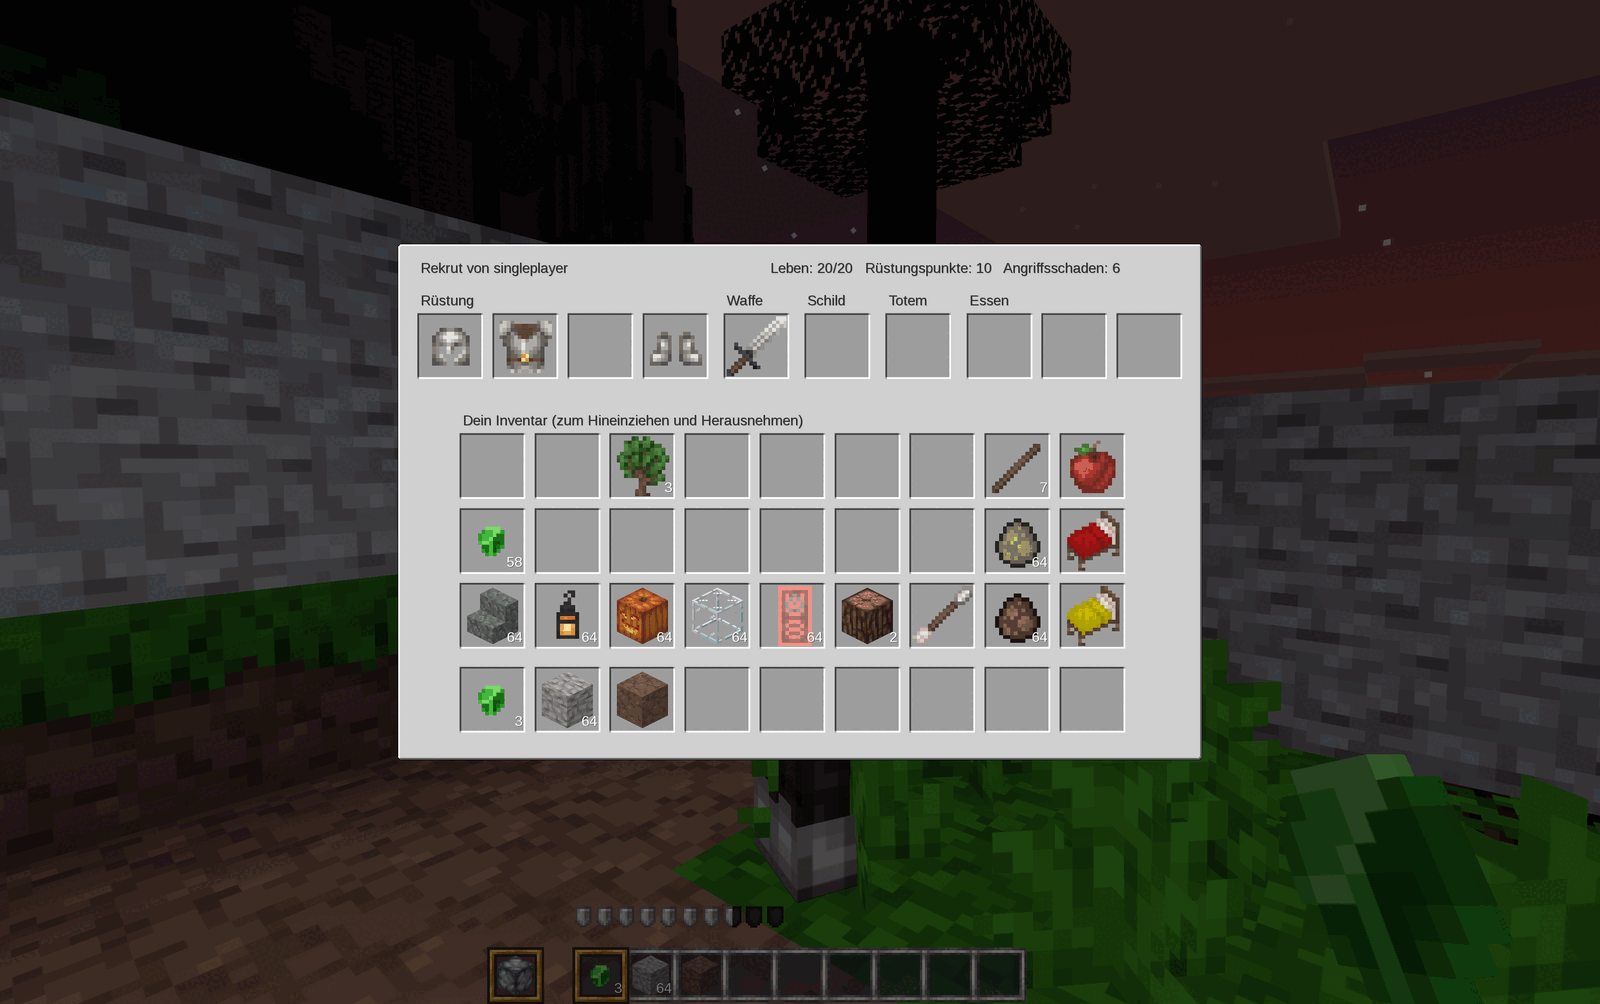 Rekrut von singleplayer
Leben: 20/20 Rüstungspunkte: 10 Angriffsschaden: 6
Rüstung Waffe Schild Totem Essen
Dein Inventar (zum Hineinziehen und Herausnehmen)
3 7
58 64
64 64 64 64 64 2 64
3 64
3 64